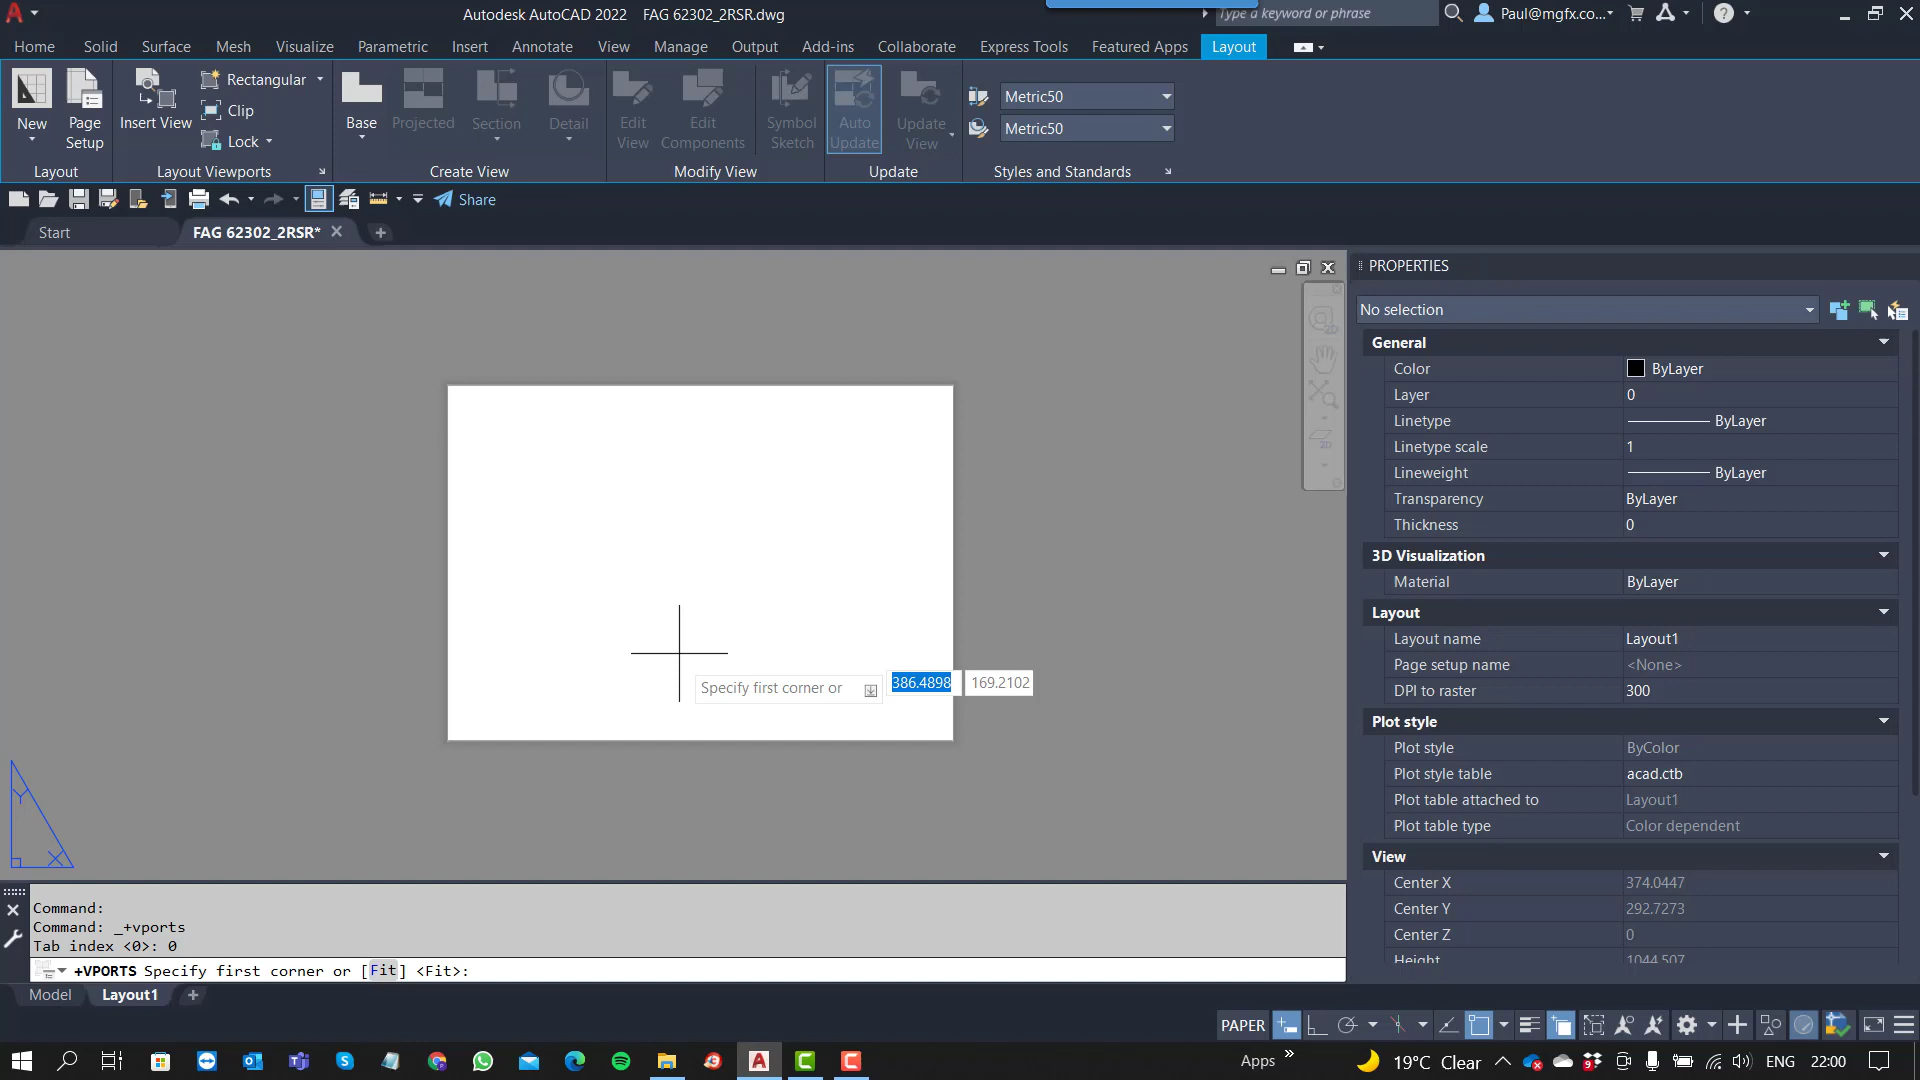 Autodesk AutoCAD 2022 FAG 62302_2RSR.dwg
Type a keyword or phrase
Paul@mgfx.co...
Home Solid Surface Mesh Visualize Parametric Insert Annotate View Manage Output Add-ins Collaborate Express Tools Featured Apps Layout
New
Page Setup
Insert View
Rectangular
Clip
Lock
Base
Projected
Section
Detail
Edit View
Edit Components
Symbol Sketch
Auto Update
Update View
Metric50
Metric50
Layout Layout Viewports Create View Modify View Update Styles and Standards
Share
Start FAG 62302_2RSR*
PROPERTIES
No selection
General
Color ByLayer
Layer 0
Linetype ByLayer
Linetype scale 1
Lineweight ByLayer
Transparency ByLayer
Thickness 0
3D Visualization
Material ByLayer
Layout
Layout name Layout1
Page setup name <None>
DPI to raster 300
Plot style
Plot style ByColor
Plot style table acad.ctb
Plot table attached to Layout1
Plot table type Color dependent
View
Center X 374.0447
Center Y 292.7273
Center Z 0
Height 1044.507
Specify first corner or 386.4898 169.2102
Y
X
Command:
Command: _+vports
Tab index <0>: 0
+VPORTS Specify first corner or [Fit] <Fit>:
Model Layout1
PAPER
Apps
19°C Clear
ENG 22:00